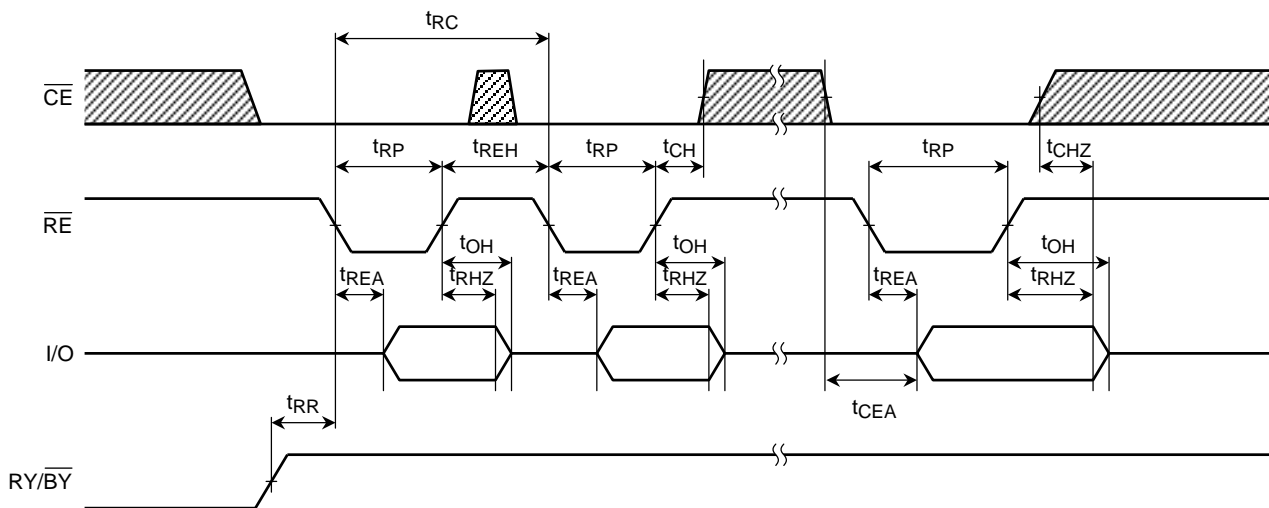 tRC
CE
tRP tREH tRP tCH tRP tCHZ
RE
tOH tOH tOH
tREA tRHZ tREA tRHZ tREA tRHZ
I/O
tRR tCEA
RY/BY